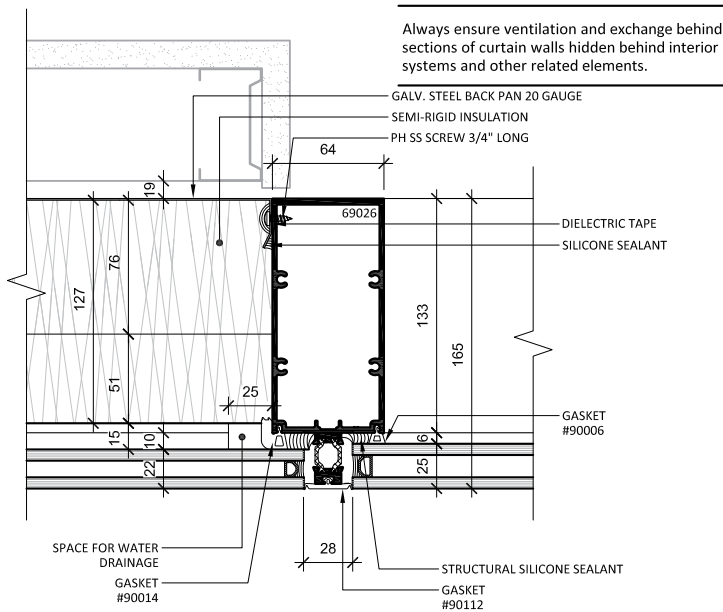 Always ensure ventilation and exchange behind
sections of curtain walls hidden behind interior
systems and other related elements.
GALV. STEEL BACK PAN 20 GAUGE
SEMI-RIGID INSULATION
PH SS SCREW 3/4" LONG
64
19
69026
DIELECTRIC TAPE
SILICONE SEALANT
76
127
133
165
51
25
GASKET
#90006
15
10
6
22
25
SPACE FOR WATER
DRAINAGE
28
GASKET
#90014
STRUCTURAL SILICONE SEALANT
GASKET
#90112